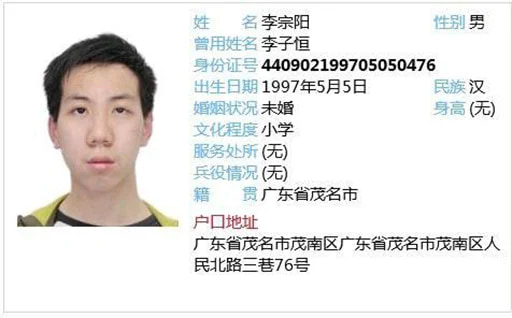 姓 名 李宗阳 性别 男
曾用姓名 李子恒
身份证号 440902199705050476
出生日期 1997年5月5日 民族 汉
婚姻状况 未婚 身高 (无)
文化程度 小学
服务处所 (无)
兵役情况 (无)
籍 贯 广东省茂名市
户口地址
广东省茂名市茂南区广东省茂名市茂南区人
民北路三巷76号